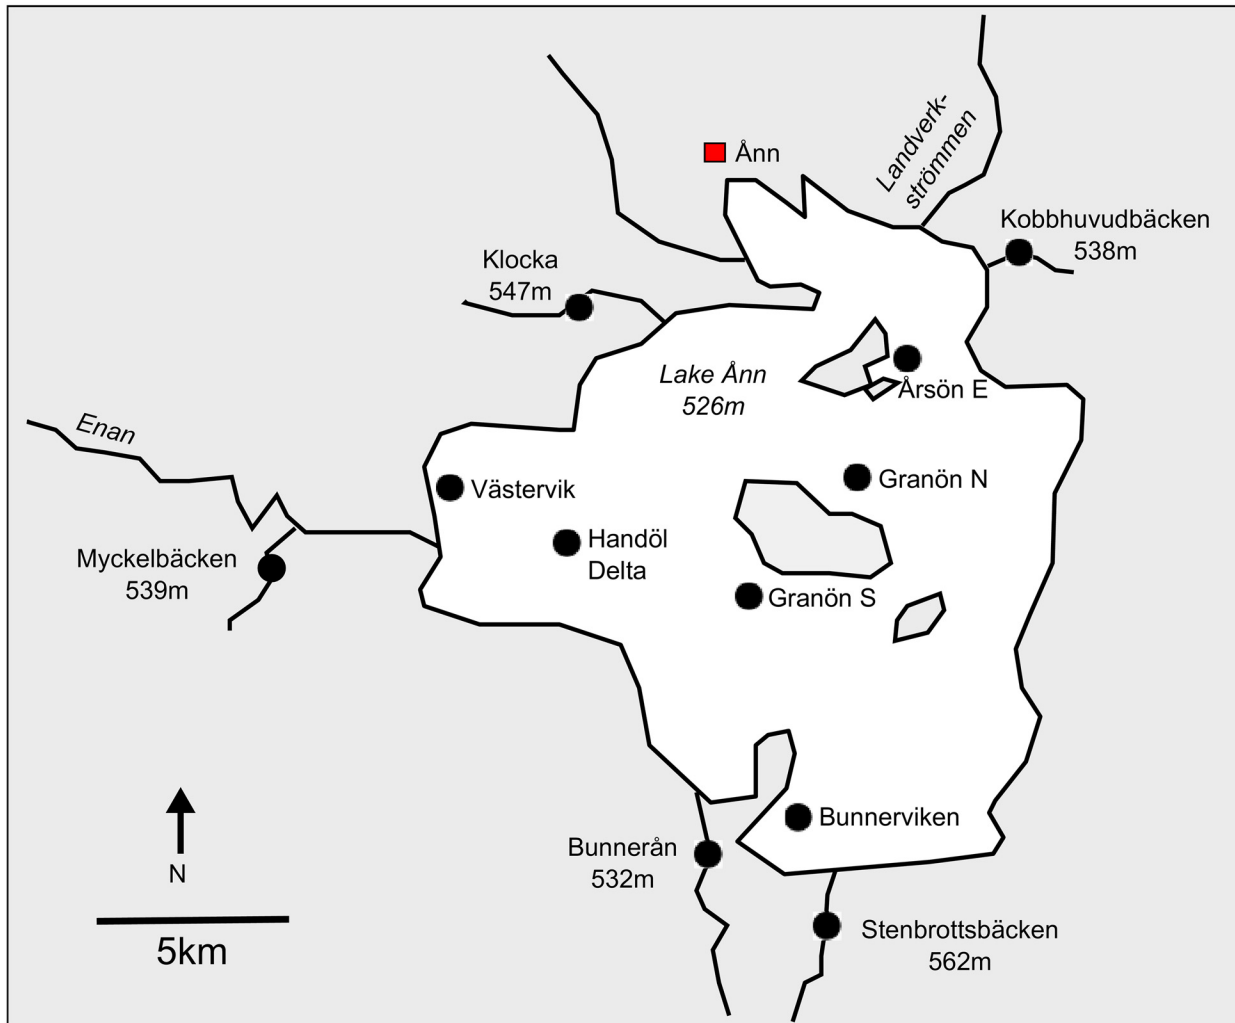 Ånn
Landverk-
strömmen
Kobbhuvudbäcken
538m
Klocka
547m
Lake Ånn
526m
Årsön E
Enan
Västervik
Granön N
Handöl
Delta
Myckelbäcken
539m
Granön S
Bunnerviken
Bunnerån
532m
N
Stenbrottsbäcken
562m
5km